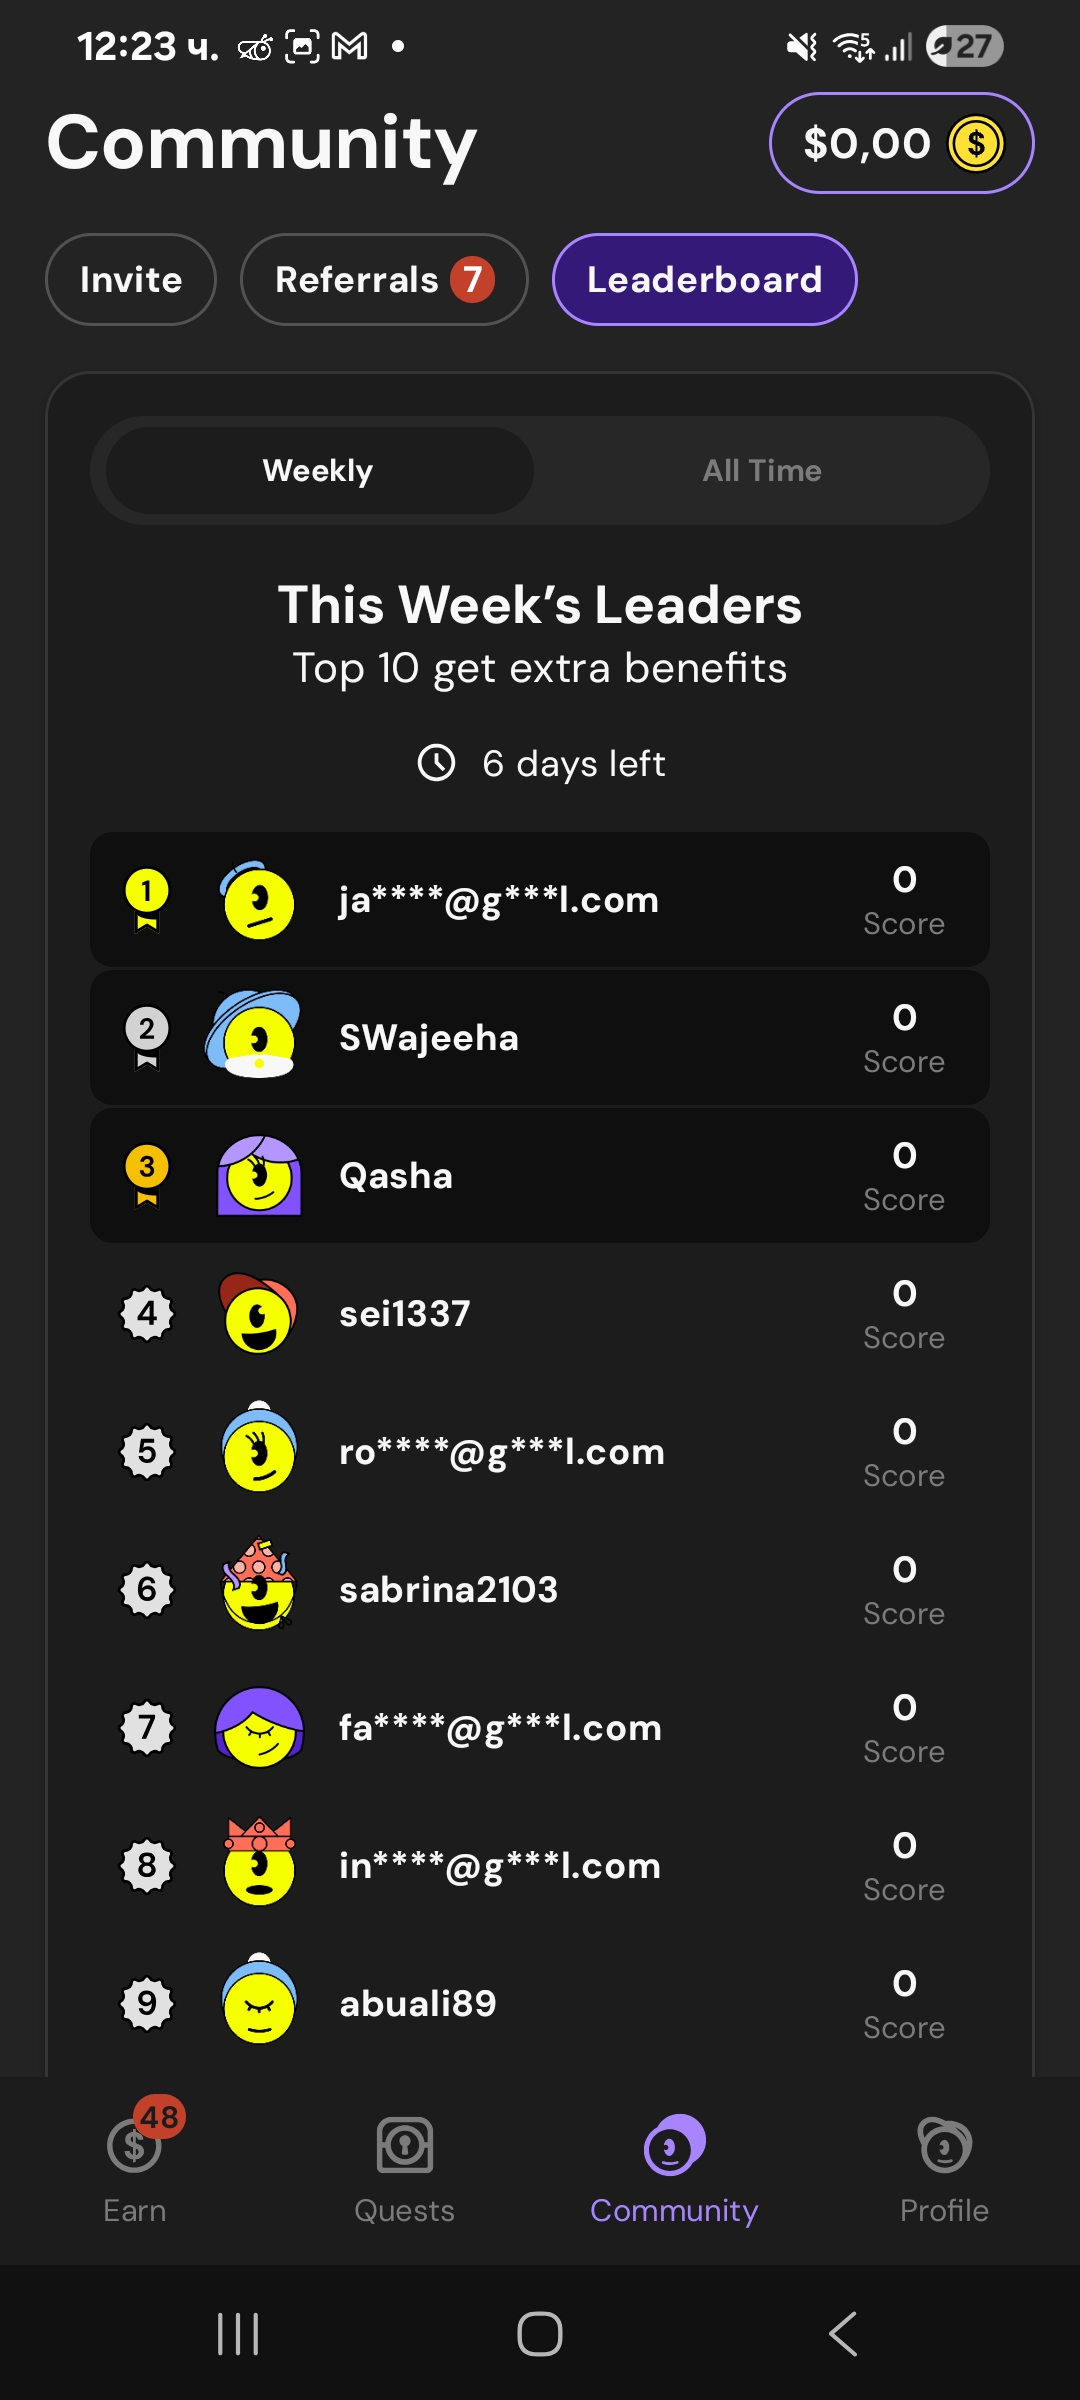 12:23 ч.
27
Community
$0,00 $
Invite
Referrals 7
Leaderboard
Weekly
All Time
This Week’s Leaders
Top 10 get extra benefits
6 days left
1 ja****@g***l.com 0
Score
2 SWajeeha 0
Score
3 Qasha 0
Score
4 sei1337 0
Score
5 ro****@g***l.com 0
Score
6 sabrina2103 0
Score
7 fa****@g***l.com 0
Score
8 in****@g***l.com 0
Score
9 abuali89 0
Score
48
$
Earn
Quests
Community
Profile